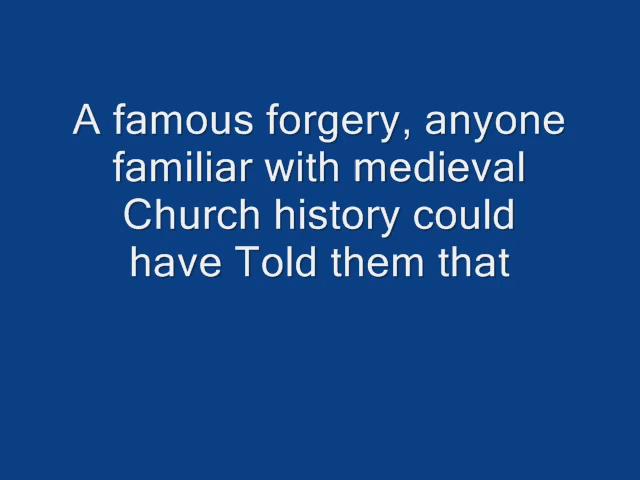 A famous forgery, anyone
familiar with medieval
Church history could
have Told them that